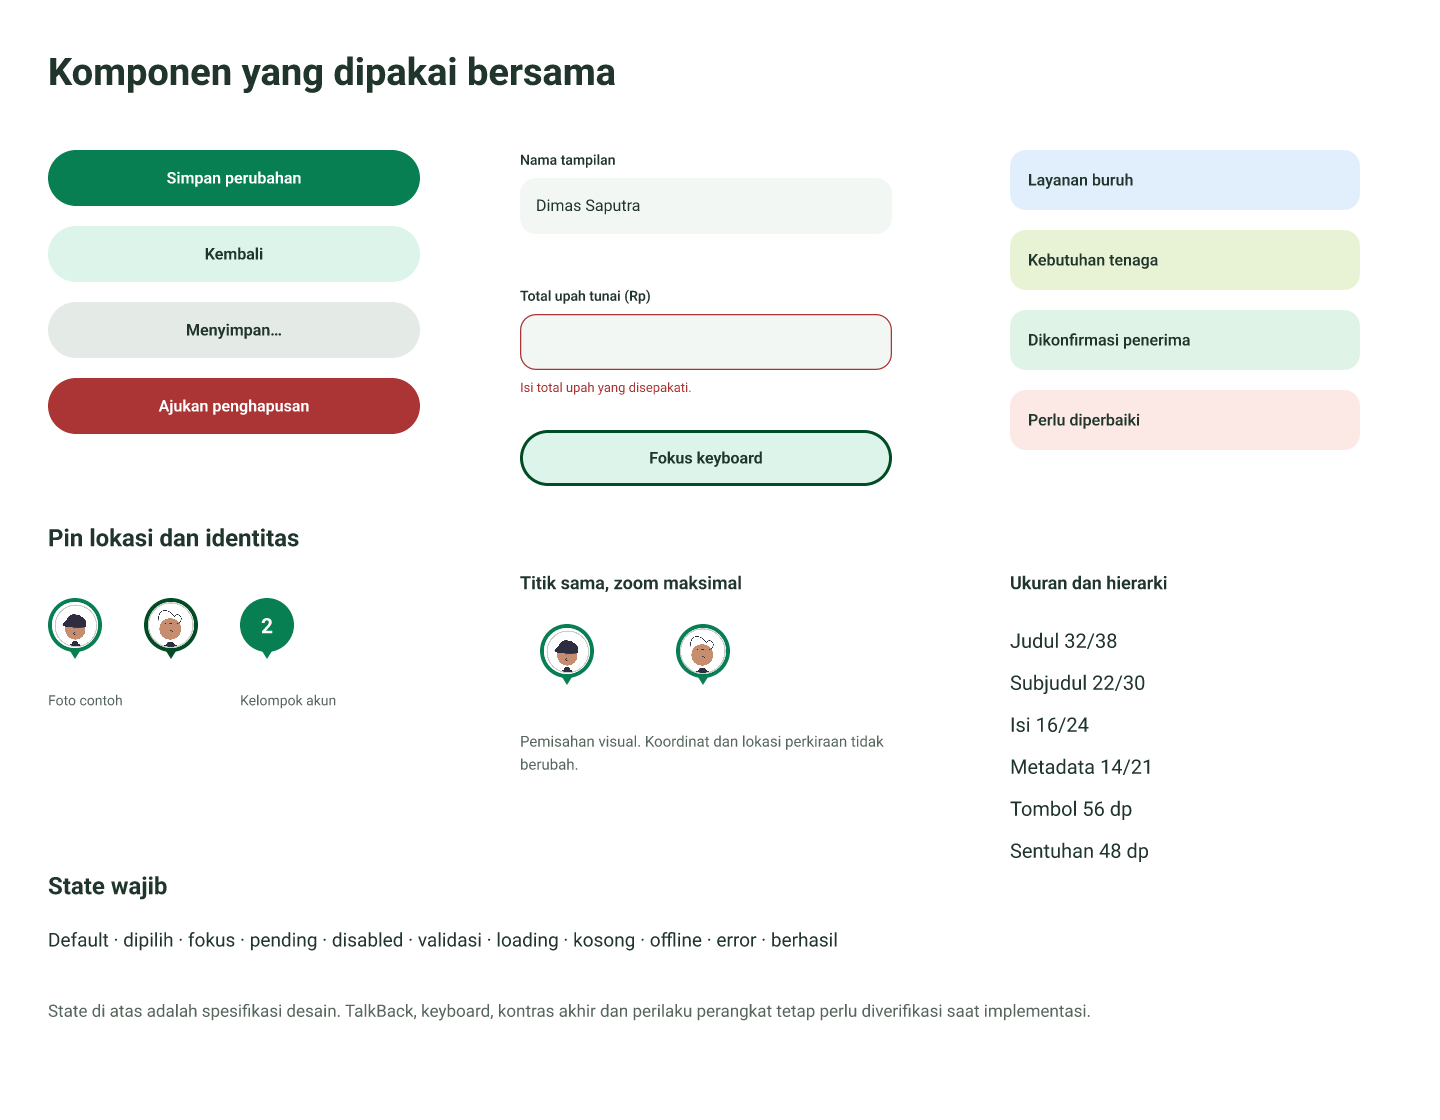 Komponen yang dipakai bersama
Simpan perubahan
Kembali
Menyimpan...
Ajukan penghapusan
Nama tampilan
Dimas Saputra
Total upah tunai (Rp)
Isi total upah yang disepakati.
Fokus keyboard
Layanan buruh
Kebutuhan tenaga
Dikonfirmasi penerima
Perlu diperbaiki
Pin lokasi dan identitas
2
Foto contoh
Kelompok akun
Titik sama, zoom maksimal
Pemisahan visual. Koordinat dan lokasi perkiraan tidak
berubah.
Ukuran dan hierarki
Judul 32/38
Subjudul 22/30
Isi 16/24
Metadata 14/21
Tombol 56 dp
Sentuhan 48 dp
State wajib
Default · dipilih · fokus · pending · disabled · validasi · loading · kosong · offline · error · berhasil
State di atas adalah spesifikasi desain. TalkBack, keyboard, kontras akhir dan perilaku perangkat tetap perlu diverifikasi saat implementasi.